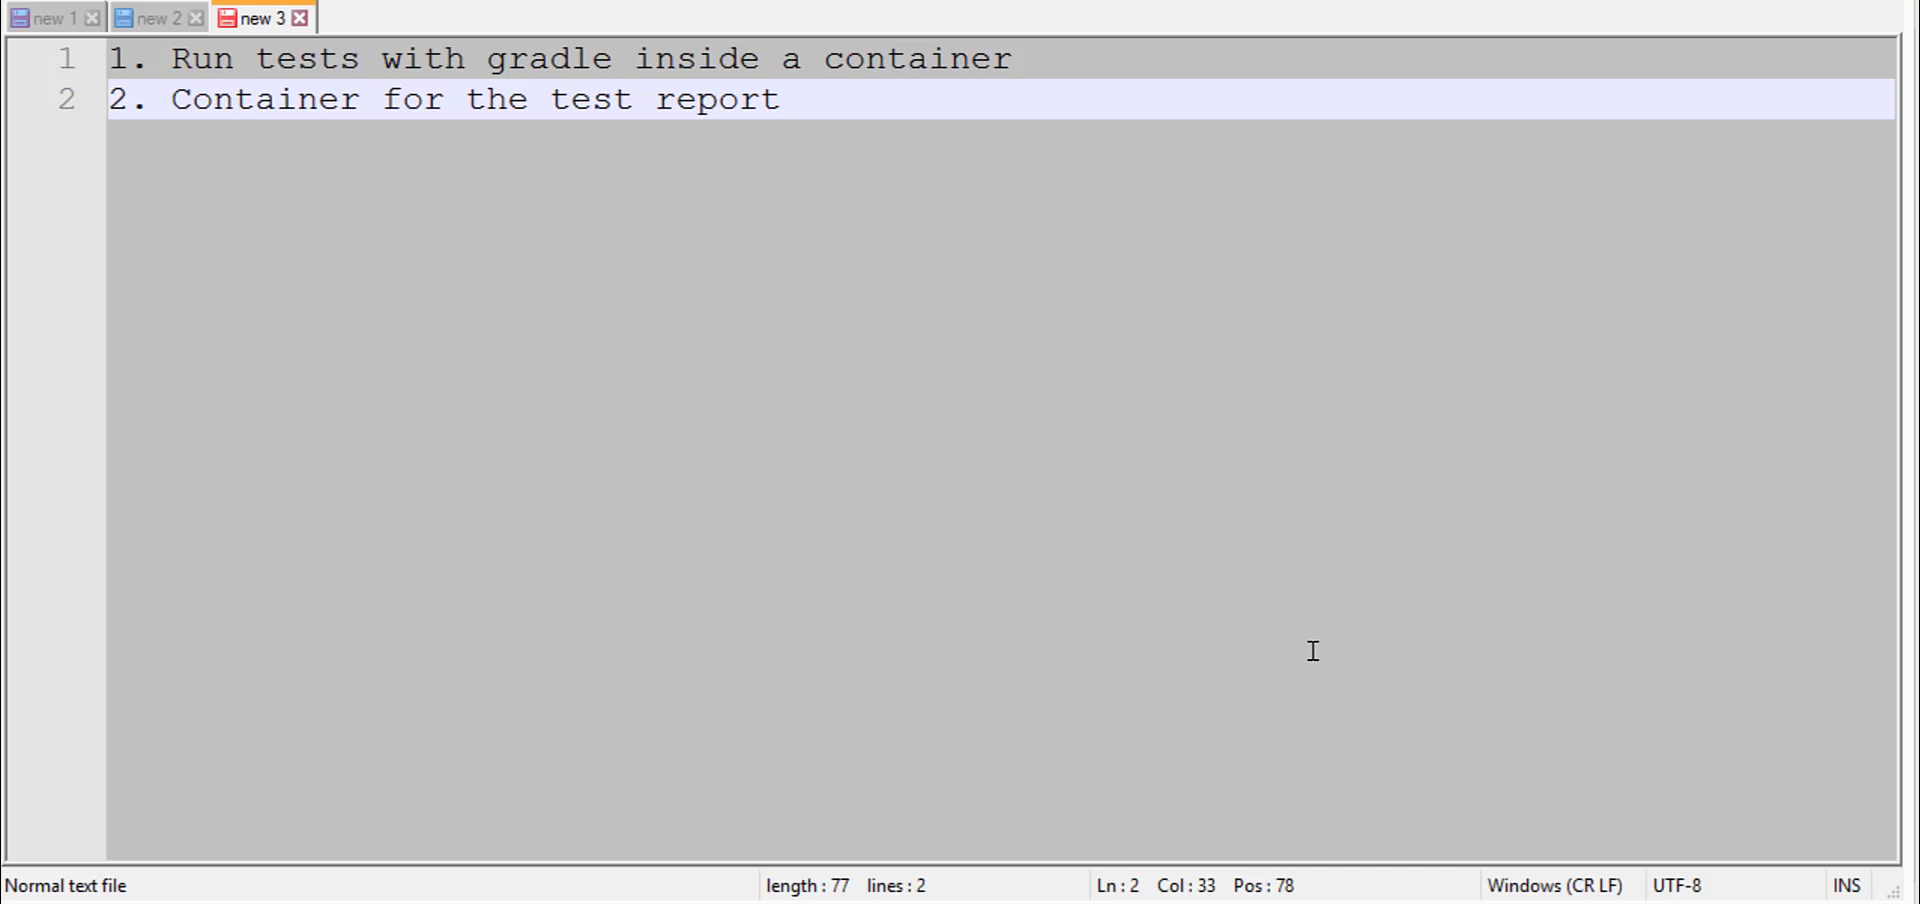 new 1 new 2 new 3
1 1. Run tests with gradle inside a container
2 2. Container for the test report
Normal text file length : 77 lines : 2 Ln : 2 Col : 33 Pos : 78 Windows (CR LF) UTF-8 INS